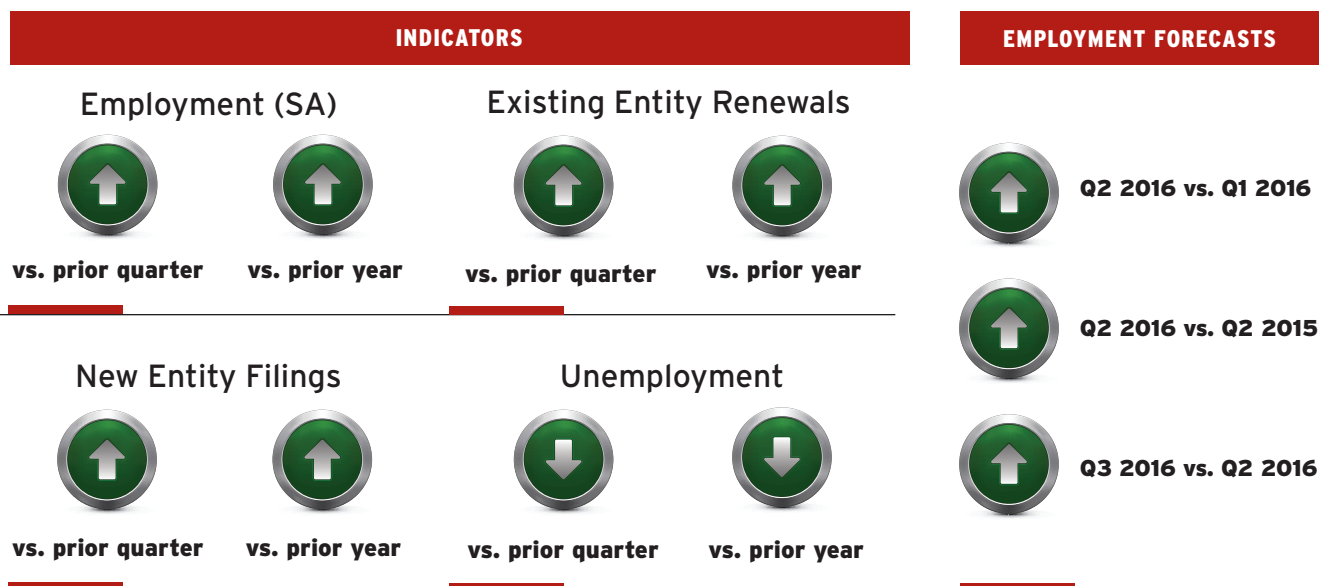 INDICATORS
Employment (SA)
vs. prior quarter
vs. prior year
Existing Entity Renewals
vs. prior quarter
vs. prior year
New Entity Filings
vs. prior quarter
vs. prior year
Unemployment
vs. prior quarter
vs. prior year
EMPLOYMENT FORECASTS
Q2 2016 vs. Q1 2016
Q2 2016 vs. Q2 2015
Q3 2016 vs. Q2 2016